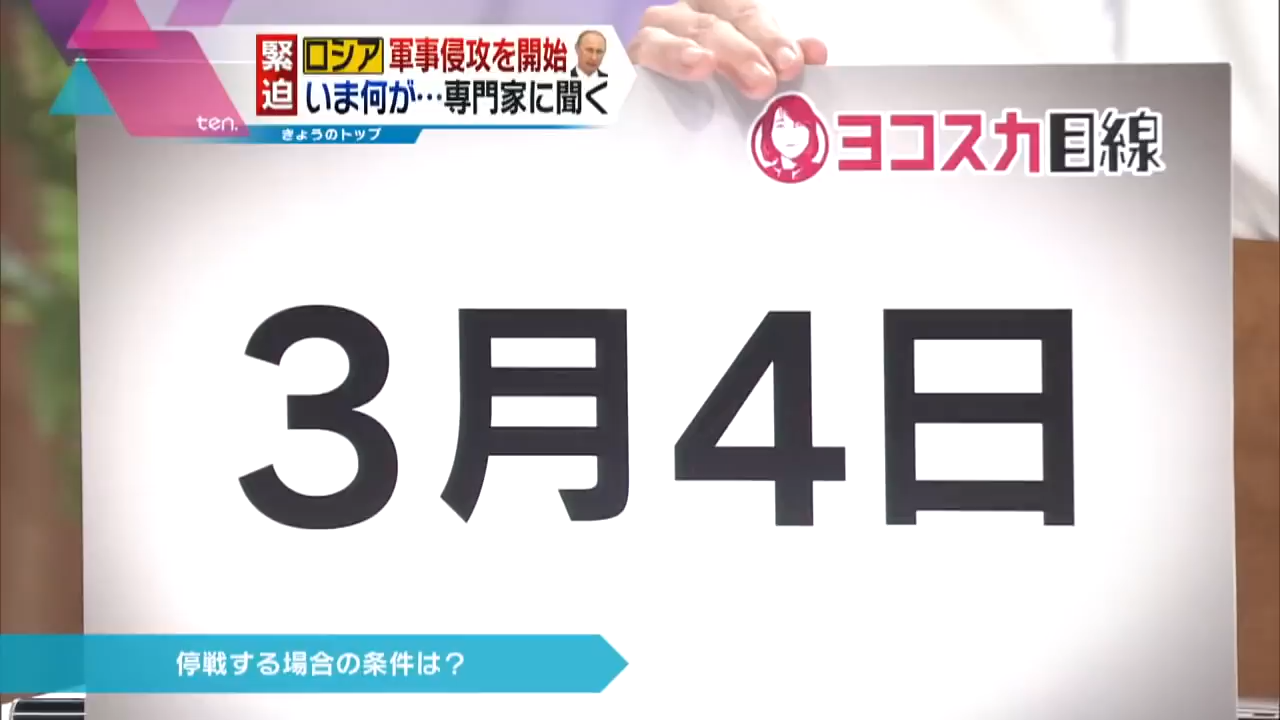 緊迫
ロシア 軍事侵攻を開始
いま何が…専門家に聞く
ten.
きょうのトップ
ヨコスカ目線
3月4日
停戦する場合の条件は？